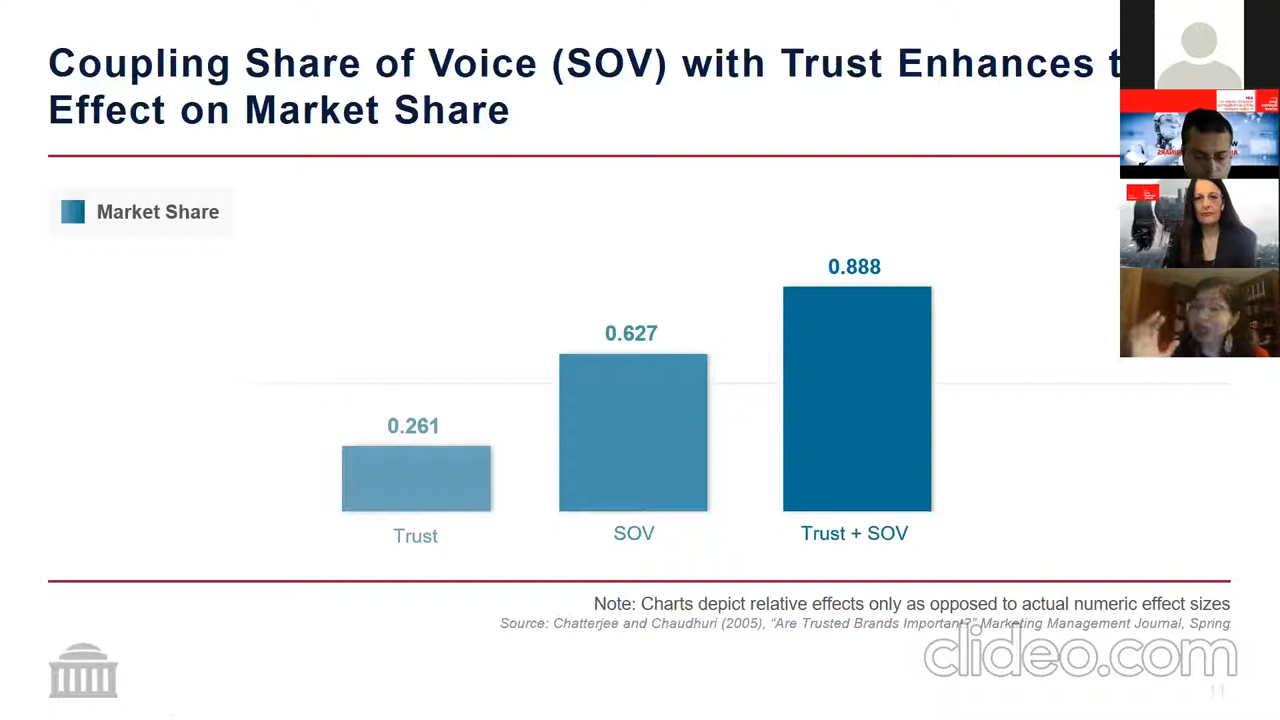 Coupling Share of Voice (SOV) with Trust Enhances t
Effect on Market Share
Market Share
0.888
0.627
0.261
Trust
SOV
Trust + SOV
Note: Charts depict relative effects only as opposed to actual numeric effect sizes
Source: Chatterjee and Chaudhuri (2005), “Are Trusted Brands Important?” Marketing Management Journal, Spring
clideo.com
11